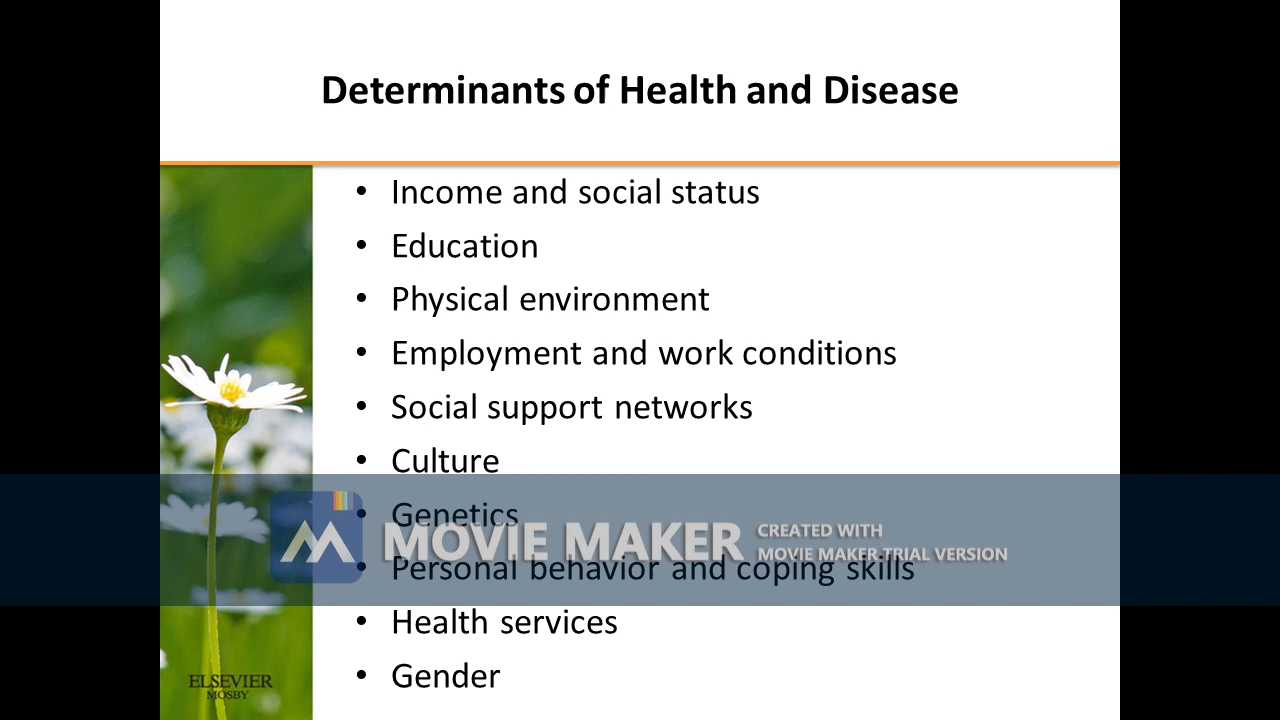 Determinants of Health and Disease
• Income and social status
• Education
• Physical environment
• Employment and work conditions
• Social support networks
• Culture
• Genetics
MOVIE MAKER
CREATED WITH
MOVIE MAKER TRIAL VERSION
• Personal behavior and coping skills
• Health services
• Gender
ELSEVIER
MOSBY